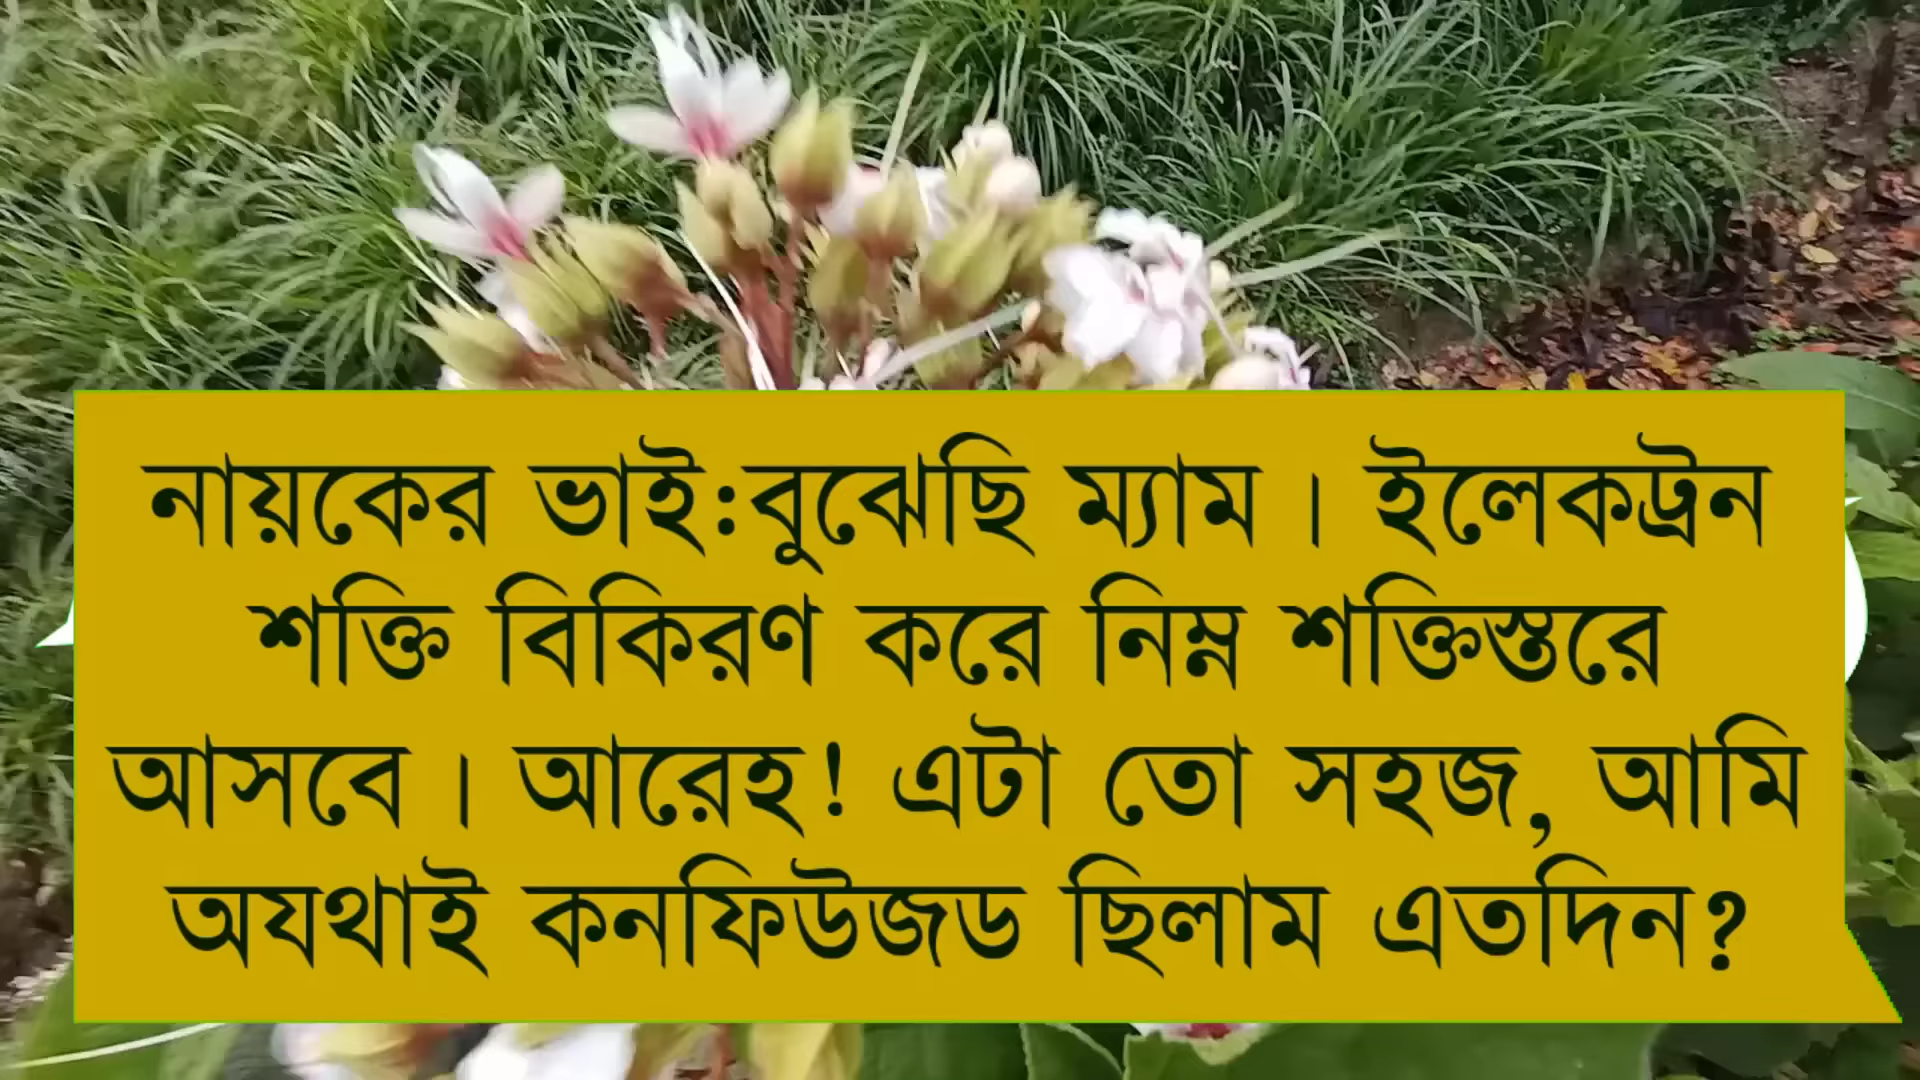 নায়কের ভাই:বুঝেছি ম্যাম। ইলেকট্রন
শক্তি বিকিরণ করে নিম্ন শক্তিস্তরে
আসবে। আরেহ! এটা তো সহজ, আমি
অযথাই কনফিউজড ছিলাম এতদিন?